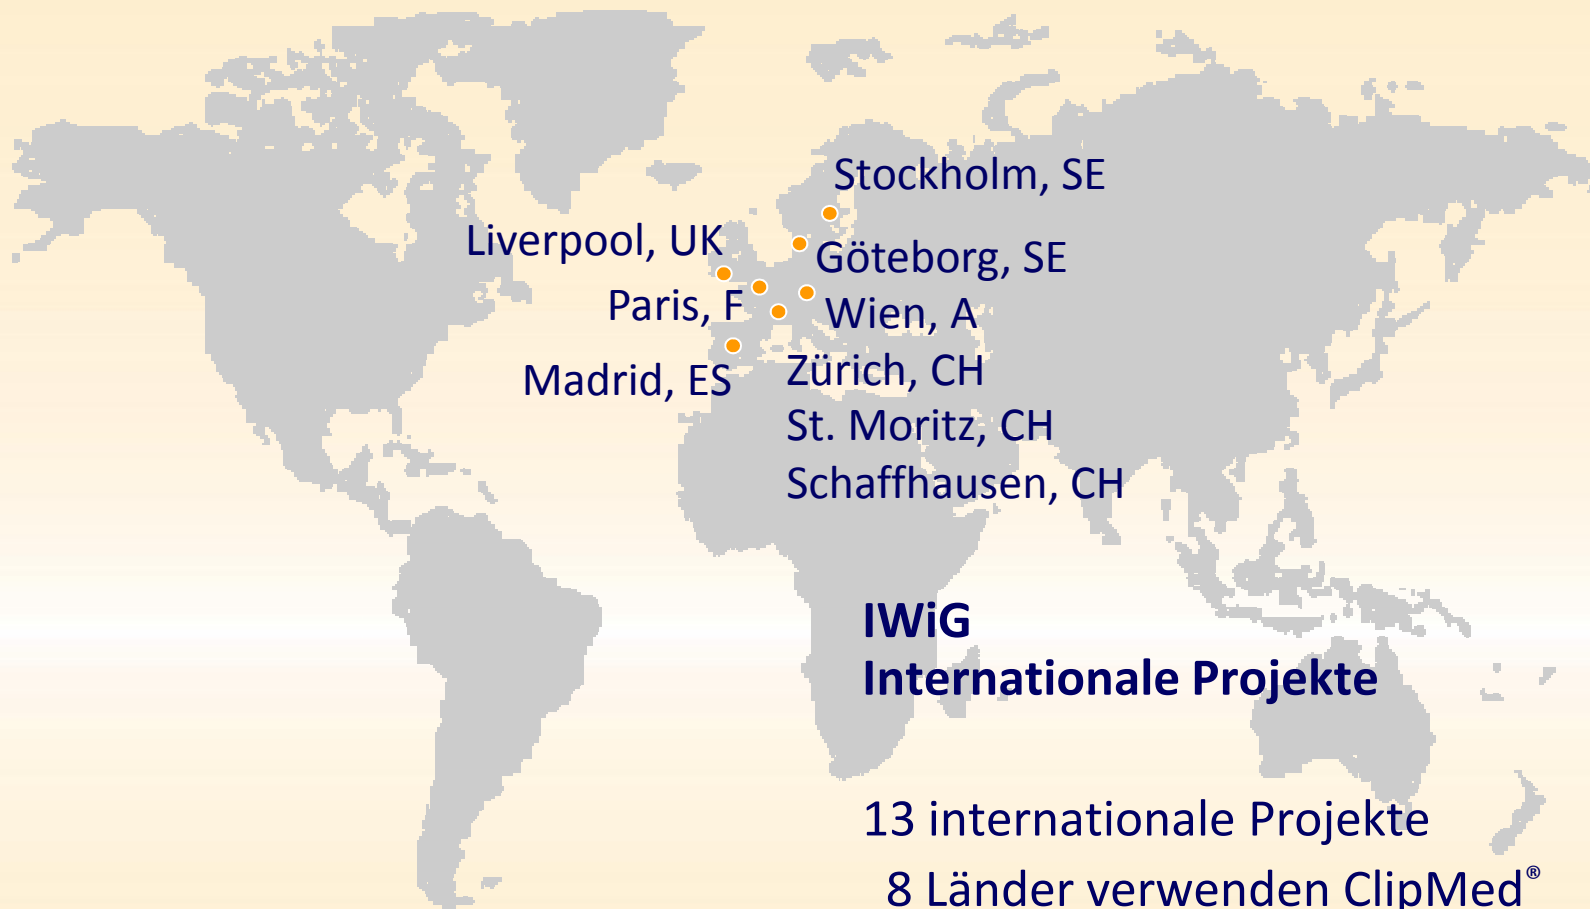 Stockholm, SE
Liverpool, UK
Göteborg, SE
Paris, F
Wien, A
Madrid, ES
Zürich, CH
St. Moritz, CH
Schaffhausen, CH
IWiG
Internationale Projekte
13 internationale Projekte
8 Länder verwenden ClipMed®